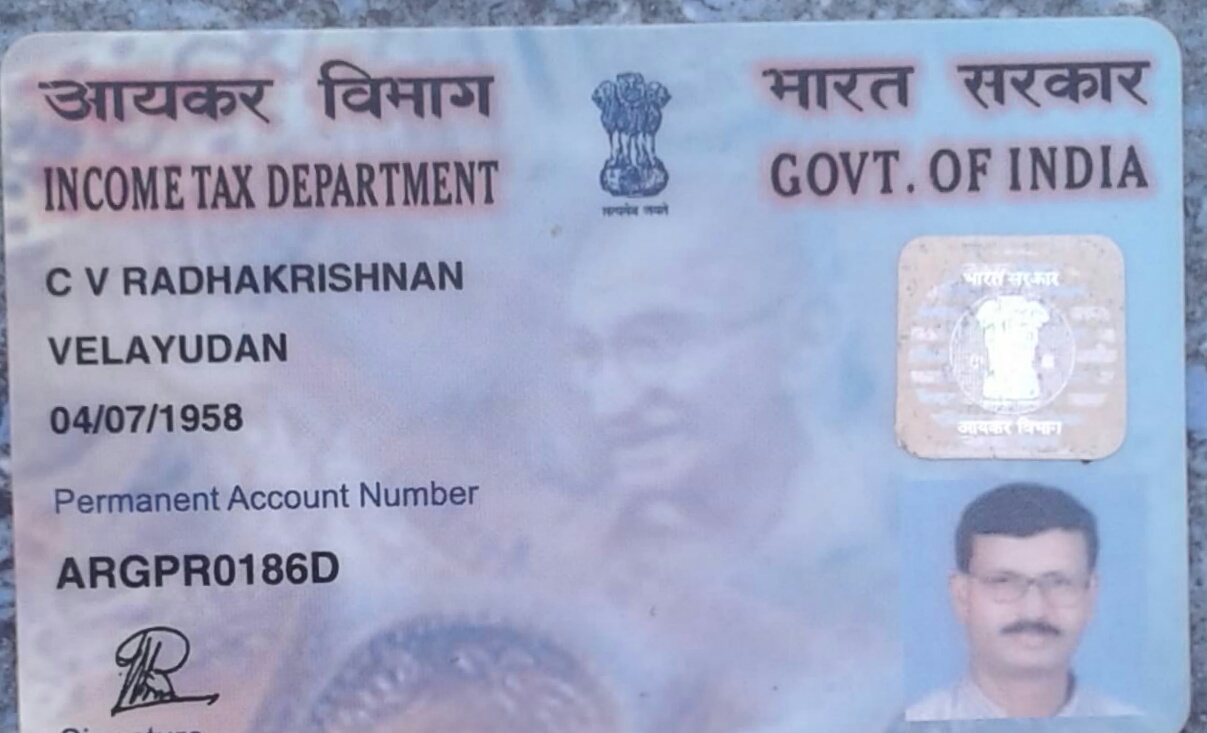 आयकर विभाग
INCOME TAX DEPARTMENT
भारत सरकार
GOVT. OF INDIA
सत्यमेव जयते
C V RADHAKRISHNAN
VELAYUDAN
04/07/1958
Permanent Account Number
ARGPR0186D
भारत सरकार
आयकर विभाग